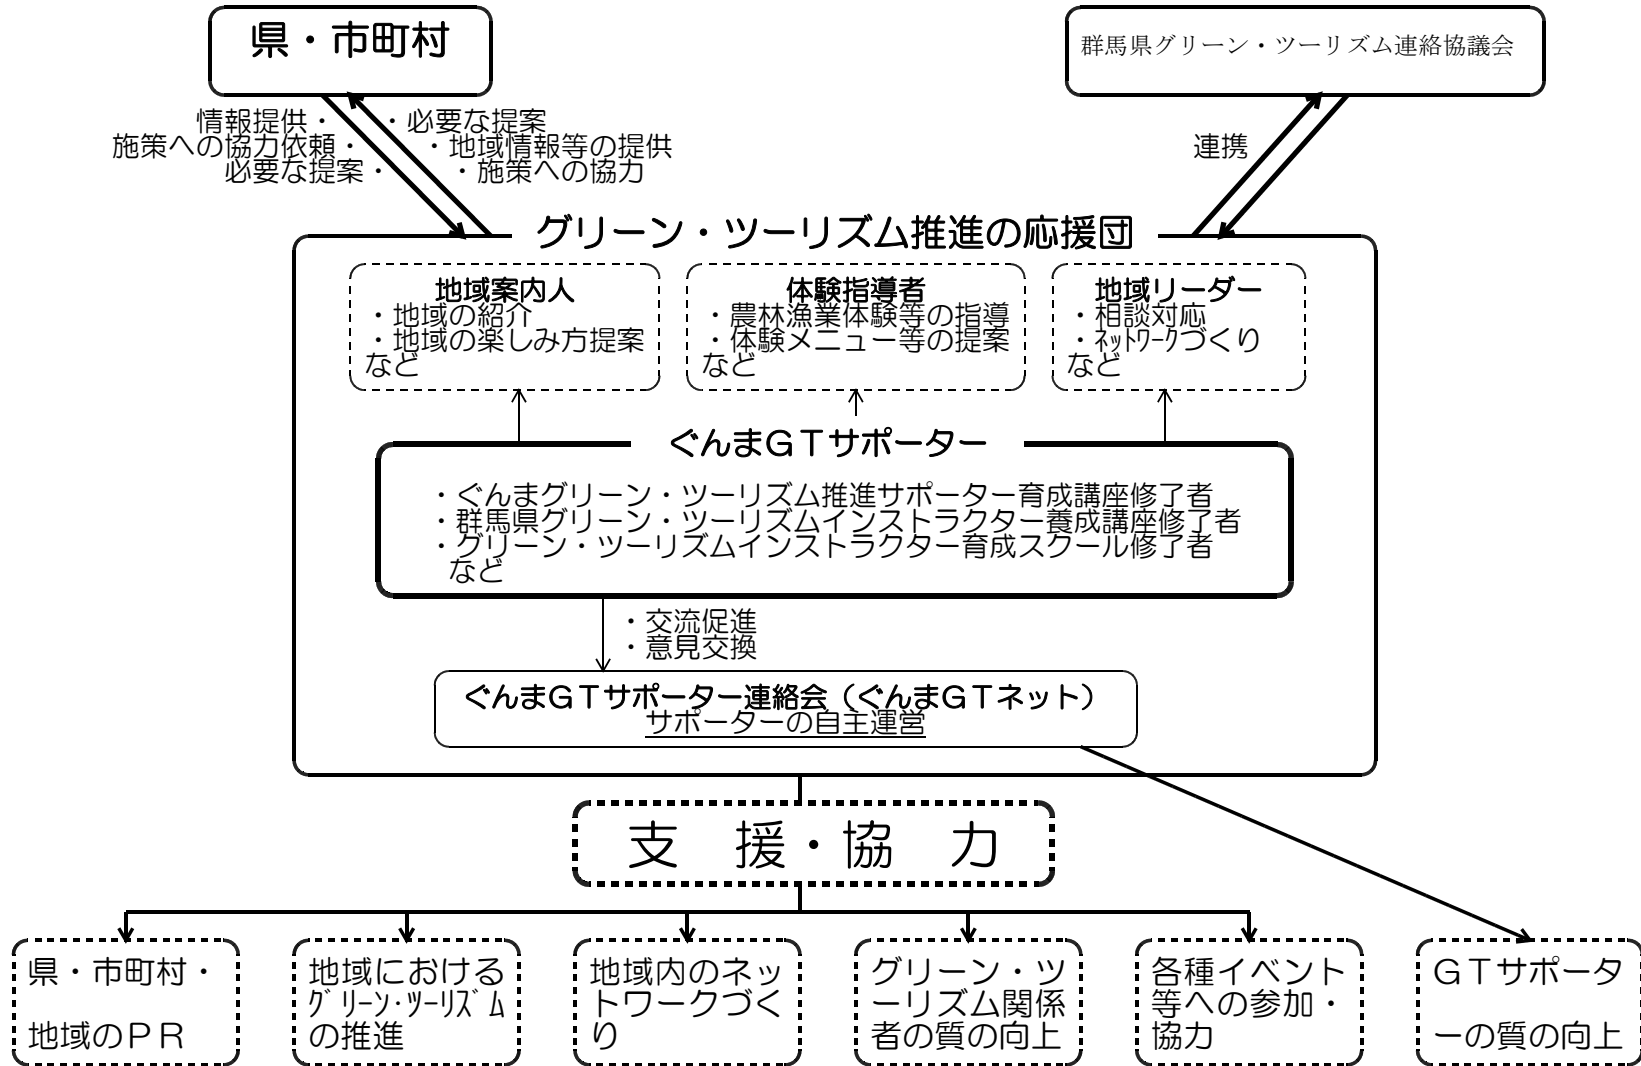 県・市町村
群馬県グリーン・ツーリズム連絡協議会
情報提供・
施策への協力依頼・
必要な提案・
・必要な提案
・地域情報等の提供
・施策への協力
連携
グリーン・ツーリズム推進の応援団
地域案内人
・地域の紹介
・地域の楽しみ方提案
など
体験指導者
・農林漁業体験等の指導
・体験メニュー等の提案
など
地域リーダー
・相談対応
・ﾈｯﾄﾜｰｸづくり
など
ぐんまGTサポーター
・ぐんまグリーン・ツーリズム推進サポーター育成講座修了者
・群馬県グリーン・ツーリズムインストラクター養成講座修了者
・グリーン・ツーリズムインストラクター育成スクール修了者
など
・交流促進
・意見交換
ぐんまGTサポーター連絡会（ぐんまGTネット）
サポーターの自主運営
支　援・協　力
県・市町村・
地域のPR
地域における
ｸﾞﾘｰﾝ・ﾂｰﾘｽﾞﾑ
の推進
地域内のネッ
トワークづく
り
グリーン・ツ
ーリズム関係
者の質の向上
各種イベント
等への参加・
協力
GTサポータ
ーの質の向上